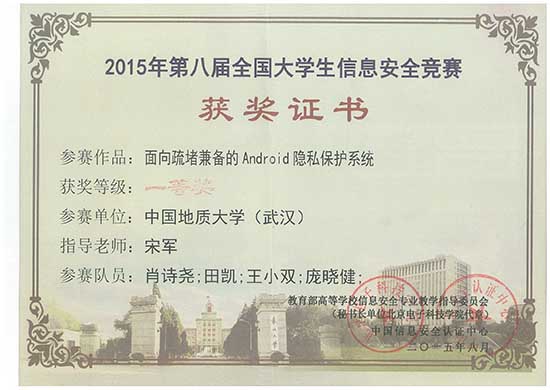 2015年第八届全国大学生信息安全竞赛
获奖证书
参赛作品：面向疏堵兼备的Android隐私保护系统
获奖等级：一等奖
参赛单位：中国地质大学（武汉）
指导老师：宋军
参赛队员：肖诗尧;田凯;王小双;庞晓健;
教育部高等学校信息安全专业教学指导委员会
（秘书长单位北京电子科技学院代章）
中国信息安全认证中心
二〇一五年八月